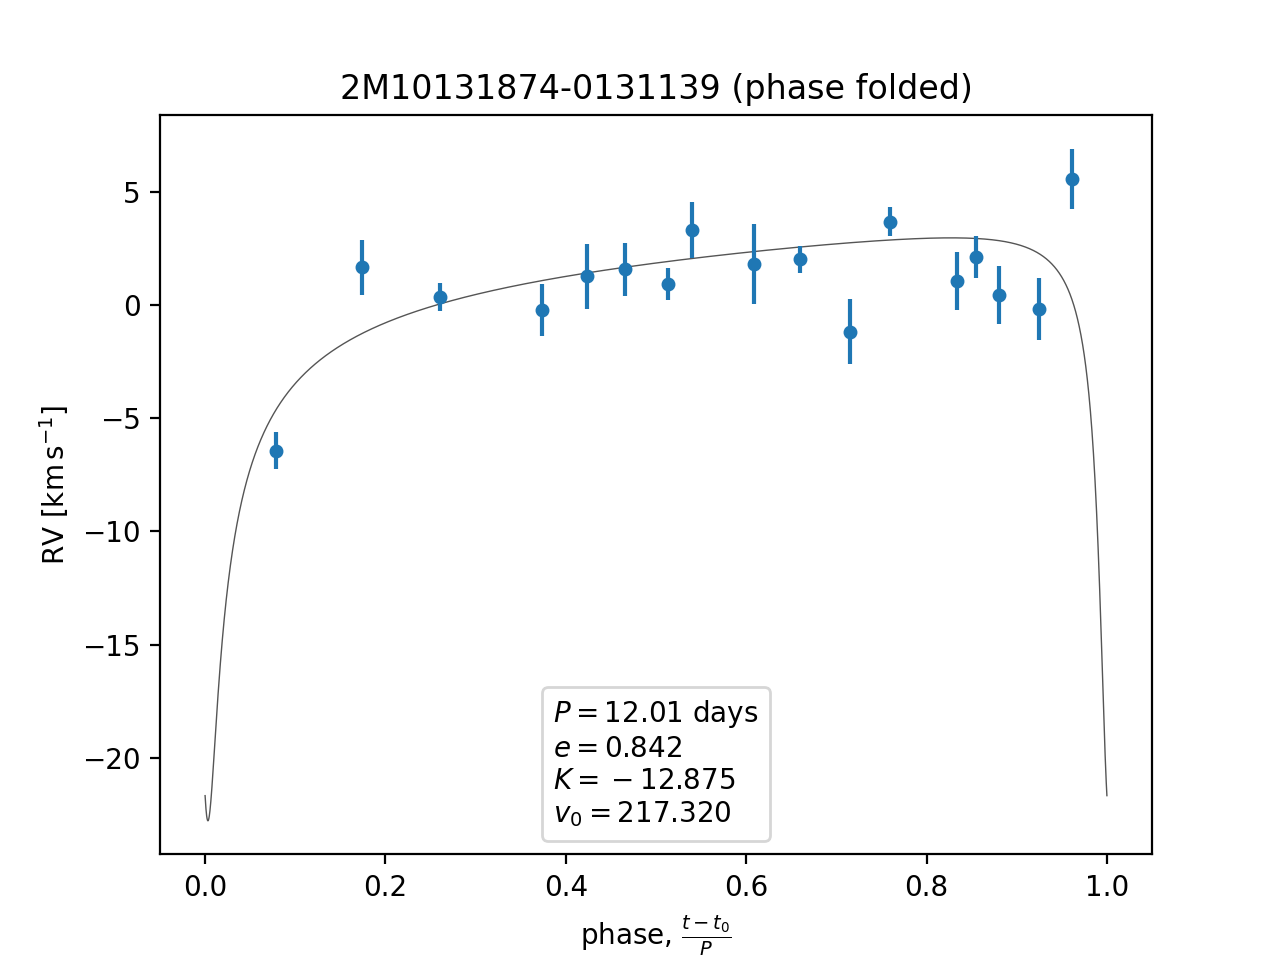 2M10131874-0131139 (phase folded)
5
0
−5
−10
−15
−20
RV [km s⁻¹]
P = 12.01 days
e = 0.842
K = −12.875
v₀ = 217.320
0.0 0.2 0.4 0.6 0.8 1.0
phase, (t − t₀)/P